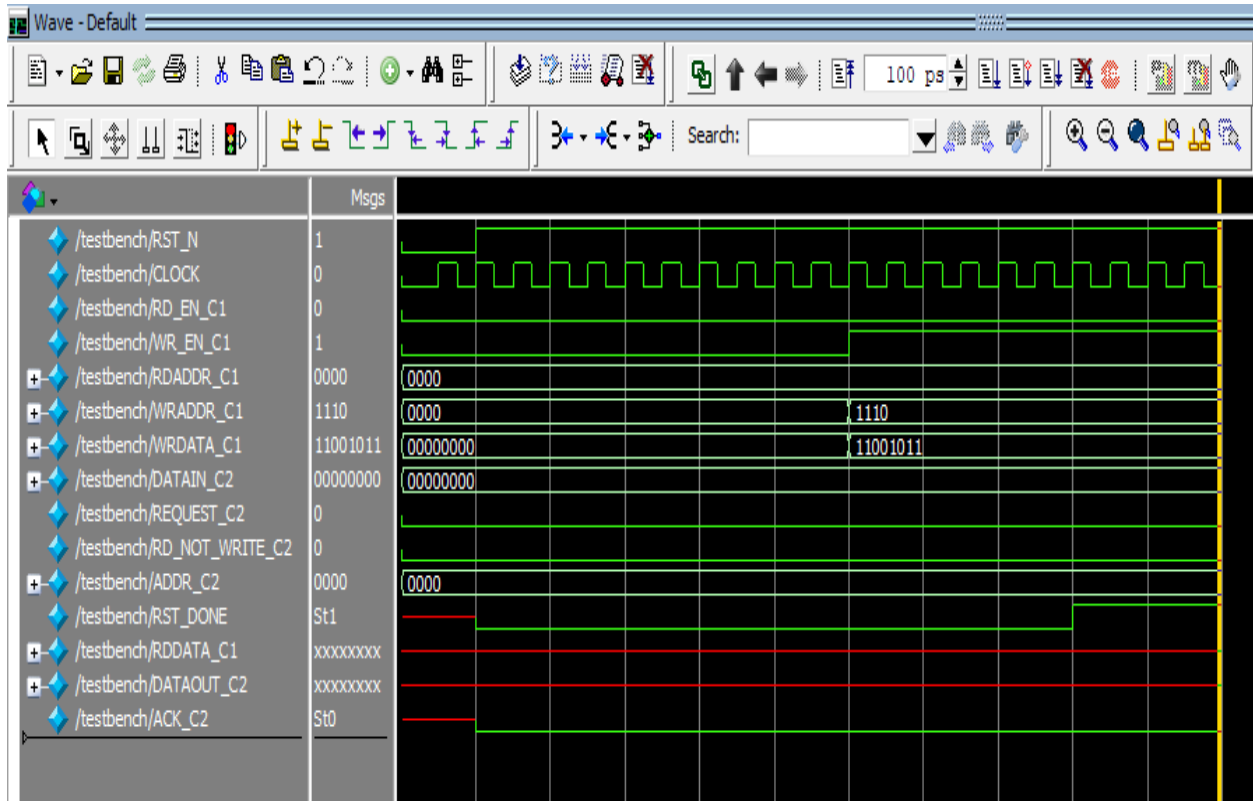 Wave - Default
100 ps
Search:
Msgs
/testbench/RST_N 1
/testbench/CLOCK 0
/testbench/RD_EN_C1 0
/testbench/WR_EN_C1 1
/testbench/RDADDR_C1 0000 0000
/testbench/WRADDR_C1 1110 0000 1110
/testbench/WRDATA_C1 11001011 00000000 11001011
/testbench/DATAIN_C2 00000000 00000000
/testbench/REQUEST_C2 0
/testbench/RD_NOT_WRITE_C2 0
/testbench/ADDR_C2 0000 0000
/testbench/RST_DONE St1
/testbench/RDDATA_C1 xxxxxxxx
/testbench/DATAOUT_C2 xxxxxxxx
/testbench/ACK_C2 St0